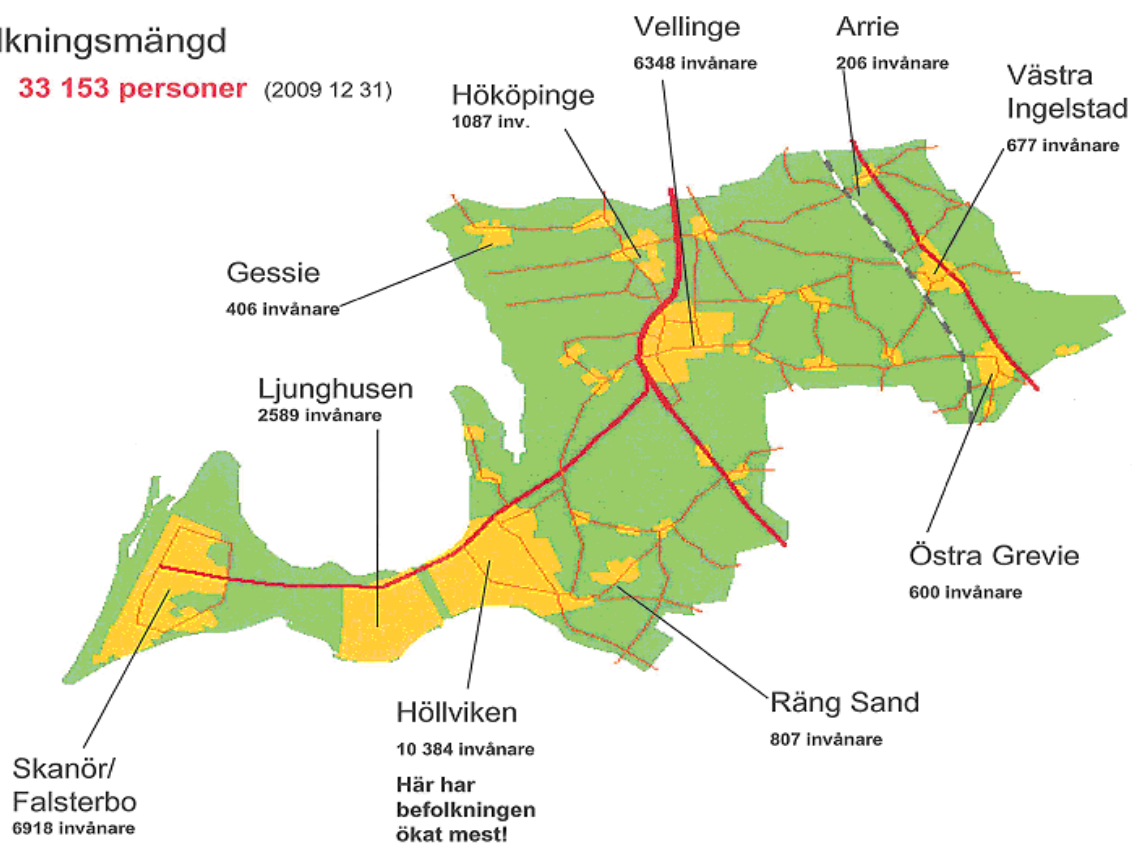 lkningsmängd
33 153 personer (2009 12 31)
Vellinge
6348 invånare
Arrie
206 invånare
Västra
Ingelstad
677 invånare
Hököpinge
1087 inv.
Gessie
406 invånare
Ljunghusen
2589 invånare
Östra Grevie
600 invånare
Räng Sand
807 invånare
Höllviken
10 384 invånare
Här har
befolkningen
ökat mest!
Skanör/
Falsterbo
6918 invånare